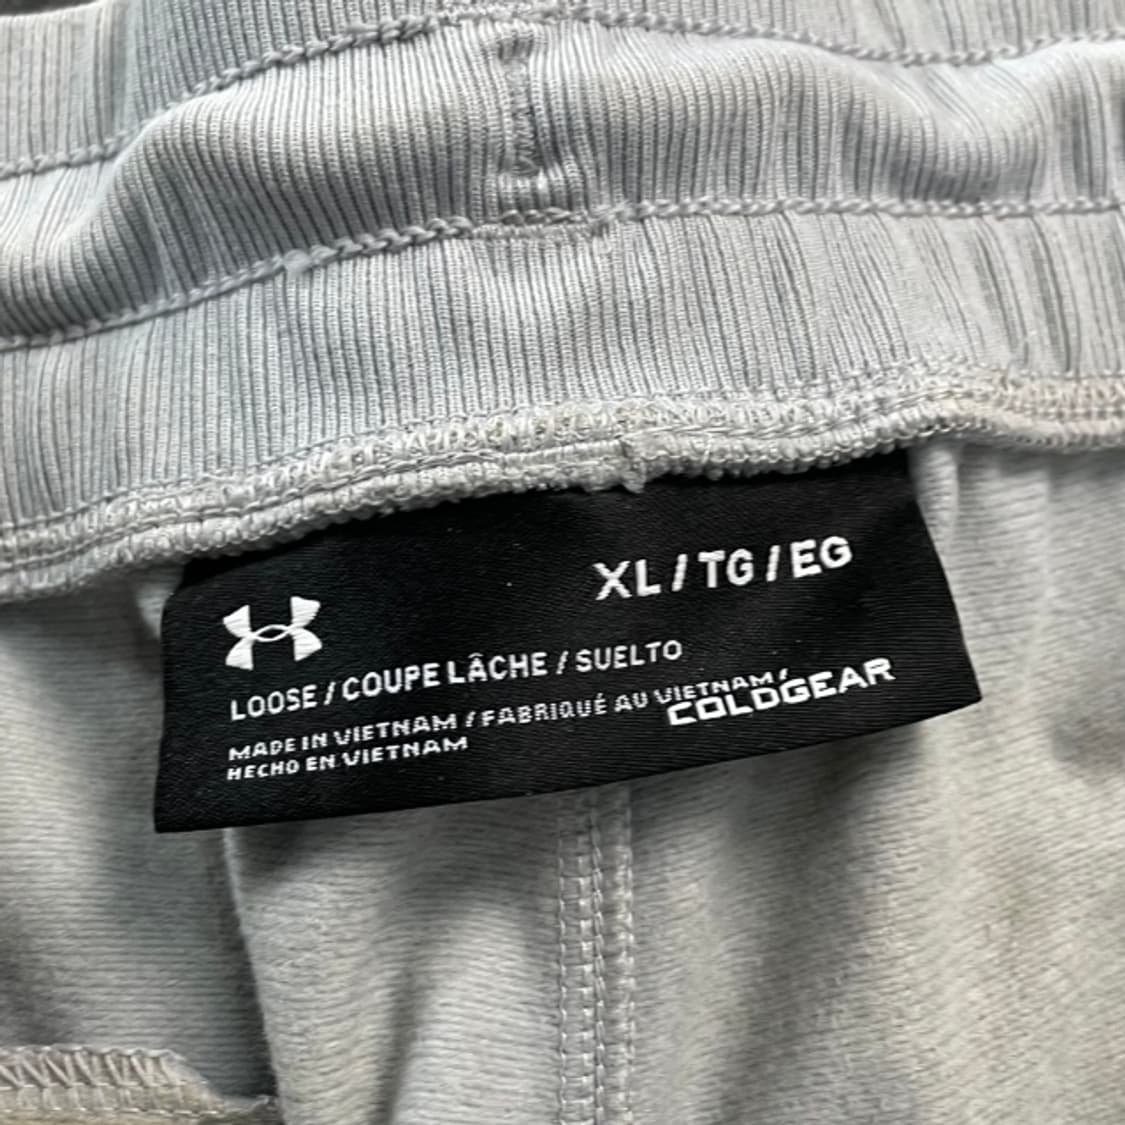 XL / TG / EG
LOOSE / COUPE LÂCHE / SUELTO
MADE IN VIETNAM / FABRIQUÉ AU VIETNAM /
HECHO EN VIETNAM
COLDGEAR